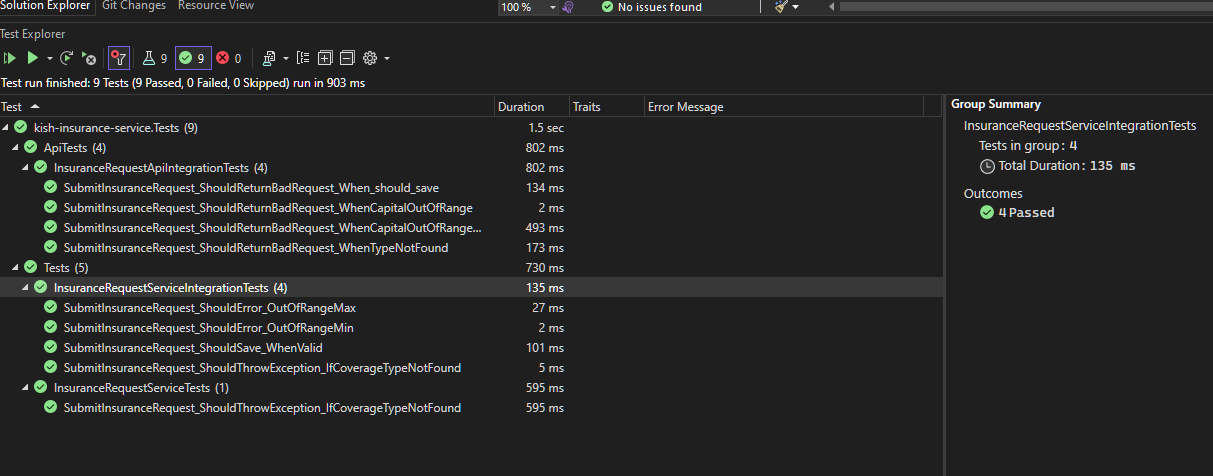 Solution Explorer Git Changes Resource View
100 % No issues found
Test Explorer
9 9 0
Test run finished: 9 Tests (9 Passed, 0 Failed, 0 Skipped) run in 903 ms
Test Duration Traits Error Message
kish-insurance-service.Tests (9) 1.5 sec
ApiTests (4) 802 ms
InsuranceRequestApiIntegrationTests (4) 802 ms
SubmitInsuranceRequest_ShouldReturnBadRequest_When_should_save 134 ms
SubmitInsuranceRequest_ShouldReturnBadRequest_WhenCapitalOutOfRange 2 ms
SubmitInsuranceRequest_ShouldReturnBadRequest_WhenCapitalOutOfRange... 493 ms
SubmitInsuranceRequest_ShouldReturnBadRequest_WhenTypeNotFound 173 ms
Tests (5) 730 ms
InsuranceRequestServiceIntegrationTests (4) 135 ms
SubmitInsuranceRequest_ShouldError_OutOfRangeMax 27 ms
SubmitInsuranceRequest_ShouldError_OutOfRangeMin 2 ms
SubmitInsuranceRequest_ShouldSave_WhenValid 101 ms
SubmitInsuranceRequest_ShouldThrowException_IfCoverageTypeNotFound 5 ms
InsuranceRequestServiceTests (1) 595 ms
SubmitInsuranceRequest_ShouldThrowException_IfCoverageTypeNotFound 595 ms
Group Summary
InsuranceRequestServiceIntegrationTests
Tests in group: 4
Total Duration: 135 ms
Outcomes
4 Passed